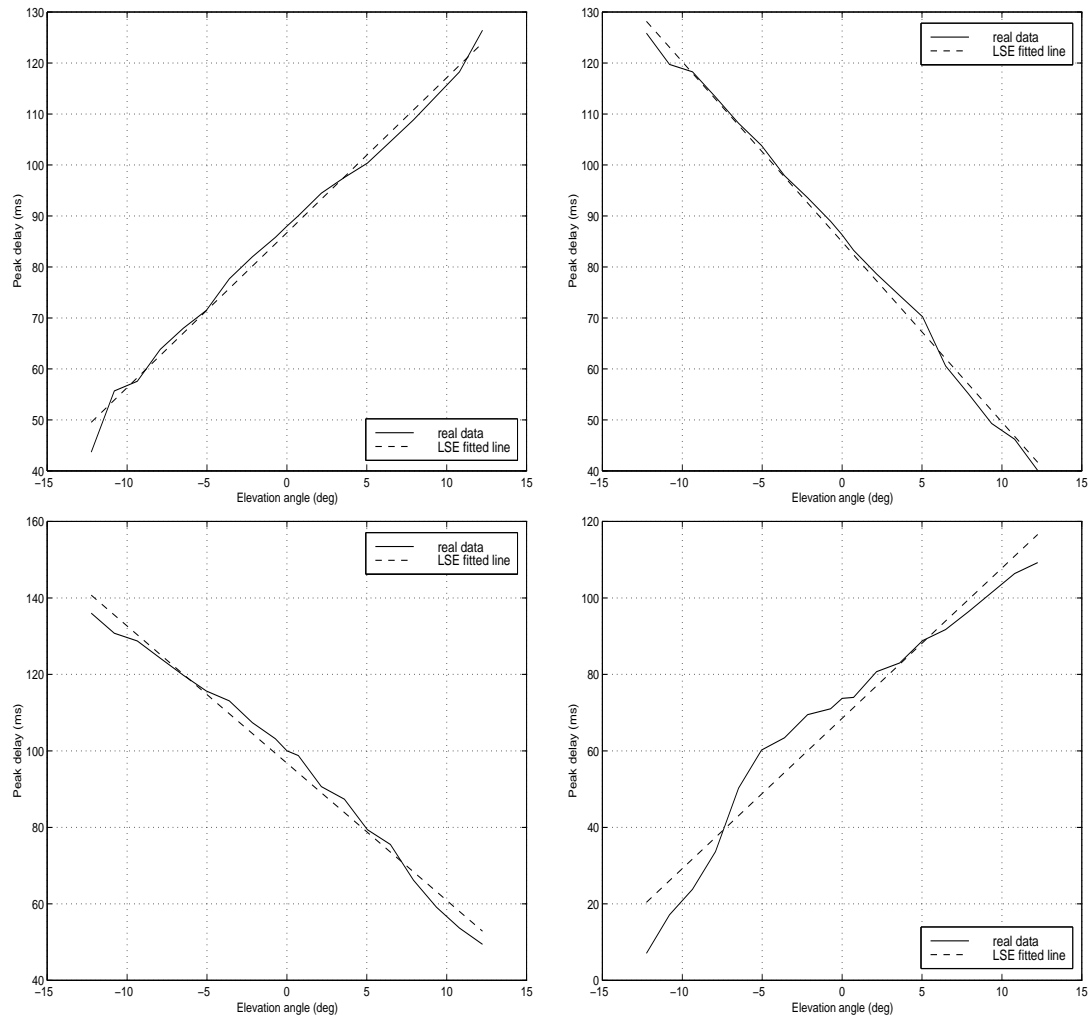 130
120
110
100
90
80
70
60
50
40
Peak delay (ms)
real data
LSE fitted line
−15 −10 −5 0 5 10 15
Elevation angle (deg)
130
120
110
100
90
80
70
60
50
40
Peak delay (ms)
real data
LSE fitted line
−15 −10 −5 0 5 10 15
Elevation angle (deg)
160
140
120
100
80
60
40
Peak delay (ms)
real data
LSE fitted line
−15 −10 −5 0 5 10 15
Elevation angle (deg)
120
100
80
60
40
20
0
Peak delay (ms)
real data
LSE fitted line
−15 −10 −5 0 5 10 15
Elevation angle (deg)